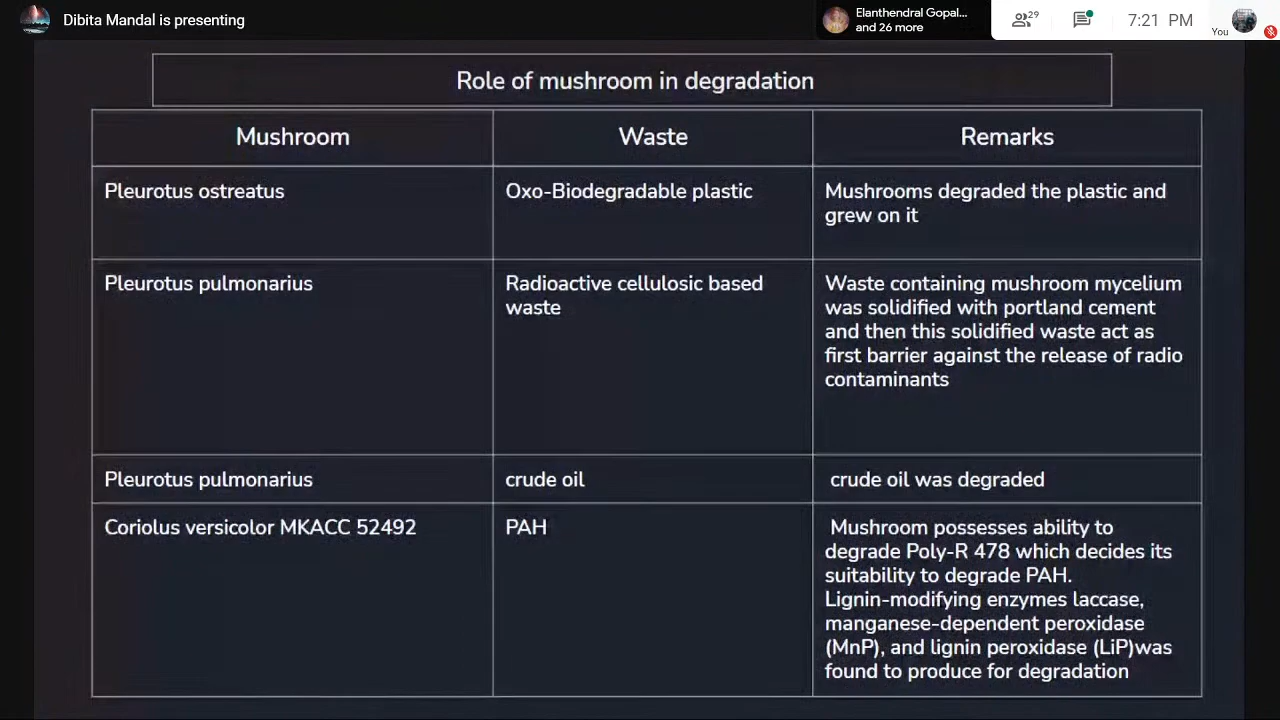 Dibita Mandal is presenting
Elanthendral Gopal...
and 26 more
29
7:21 PM
You
Role of mushroom in degradation
Mushroom
Waste
Remarks
Pleurotus ostreatus
Oxo-Biodegradable plastic
Mushrooms degraded the plastic and
grew on it
Pleurotus pulmonarius
Radioactive cellulosic based
waste
Waste containing mushroom mycelium
was solidified with portland cement
and then this solidified waste act as
first barrier against the release of radio
contaminants
Pleurotus pulmonarius
crude oil
crude oil was degraded
Coriolus versicolor MKACC 52492
PAH
Mushroom possesses ability to
degrade Poly-R 478 which decides its
suitability to degrade PAH.
Lignin-modifying enzymes laccase,
manganese-dependent peroxidase
(MnP), and lignin peroxidase (LiP)was
found to produce for degradation